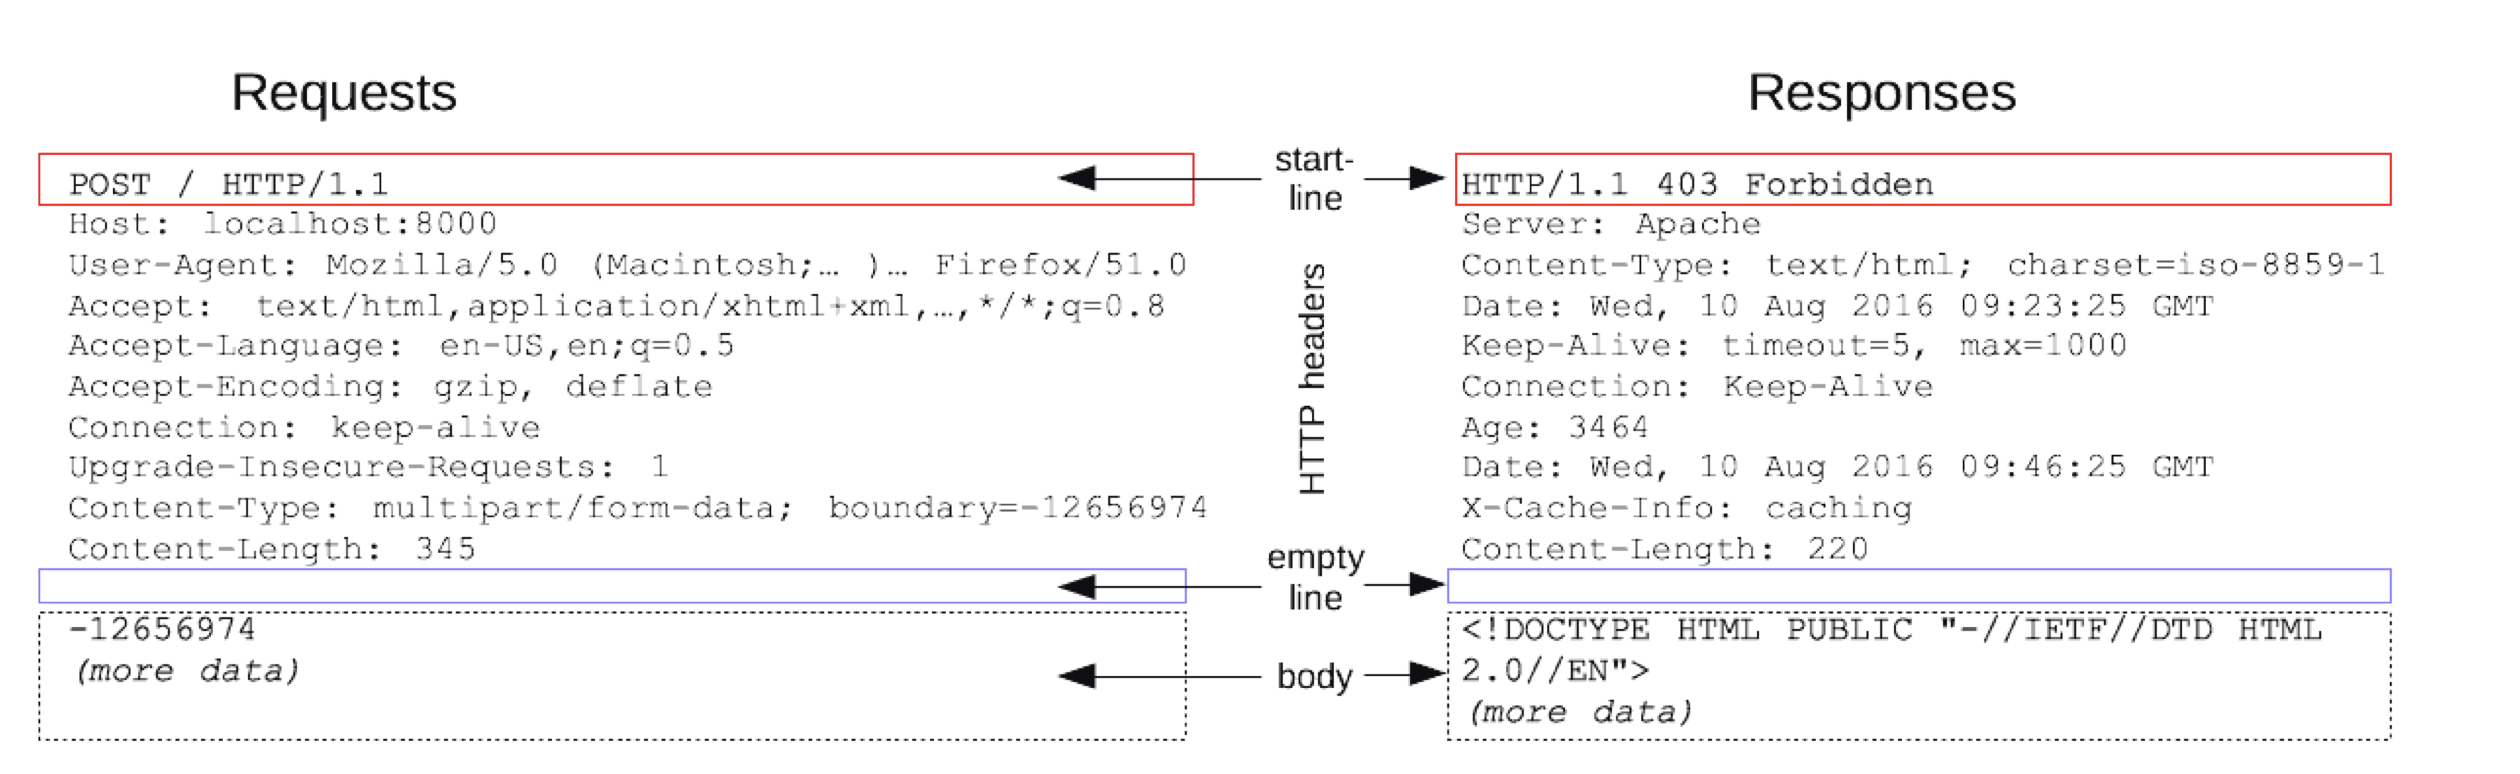 Requests
POST / HTTP/1.1
Host: localhost:8000
User-Agent: Mozilla/5.0 (Macintosh;… )… Firefox/51.0
Accept: text/html,application/xhtml+xml,…,*/*;q=0.8
Accept-Language: en-US,en;q=0.5
Accept-Encoding: gzip, deflate
Connection: keep-alive
Upgrade-Insecure-Requests: 1
Content-Type: multipart/form-data; boundary=-12656974
Content-Length: 345
-12656974
(more data)
start-
line
HTTP headers
empty
line
body
Responses
HTTP/1.1 403 Forbidden
Server: Apache
Content-Type: text/html; charset=iso-8859-1
Date: Wed, 10 Aug 2016 09:23:25 GMT
Keep-Alive: timeout=5, max=1000
Connection: Keep-Alive
Age: 3464
Date: Wed, 10 Aug 2016 09:46:25 GMT
X-Cache-Info: caching
Content-Length: 220
<!DOCTYPE HTML PUBLIC "-//IETF//DTD HTML
2.0//EN">
(more data)